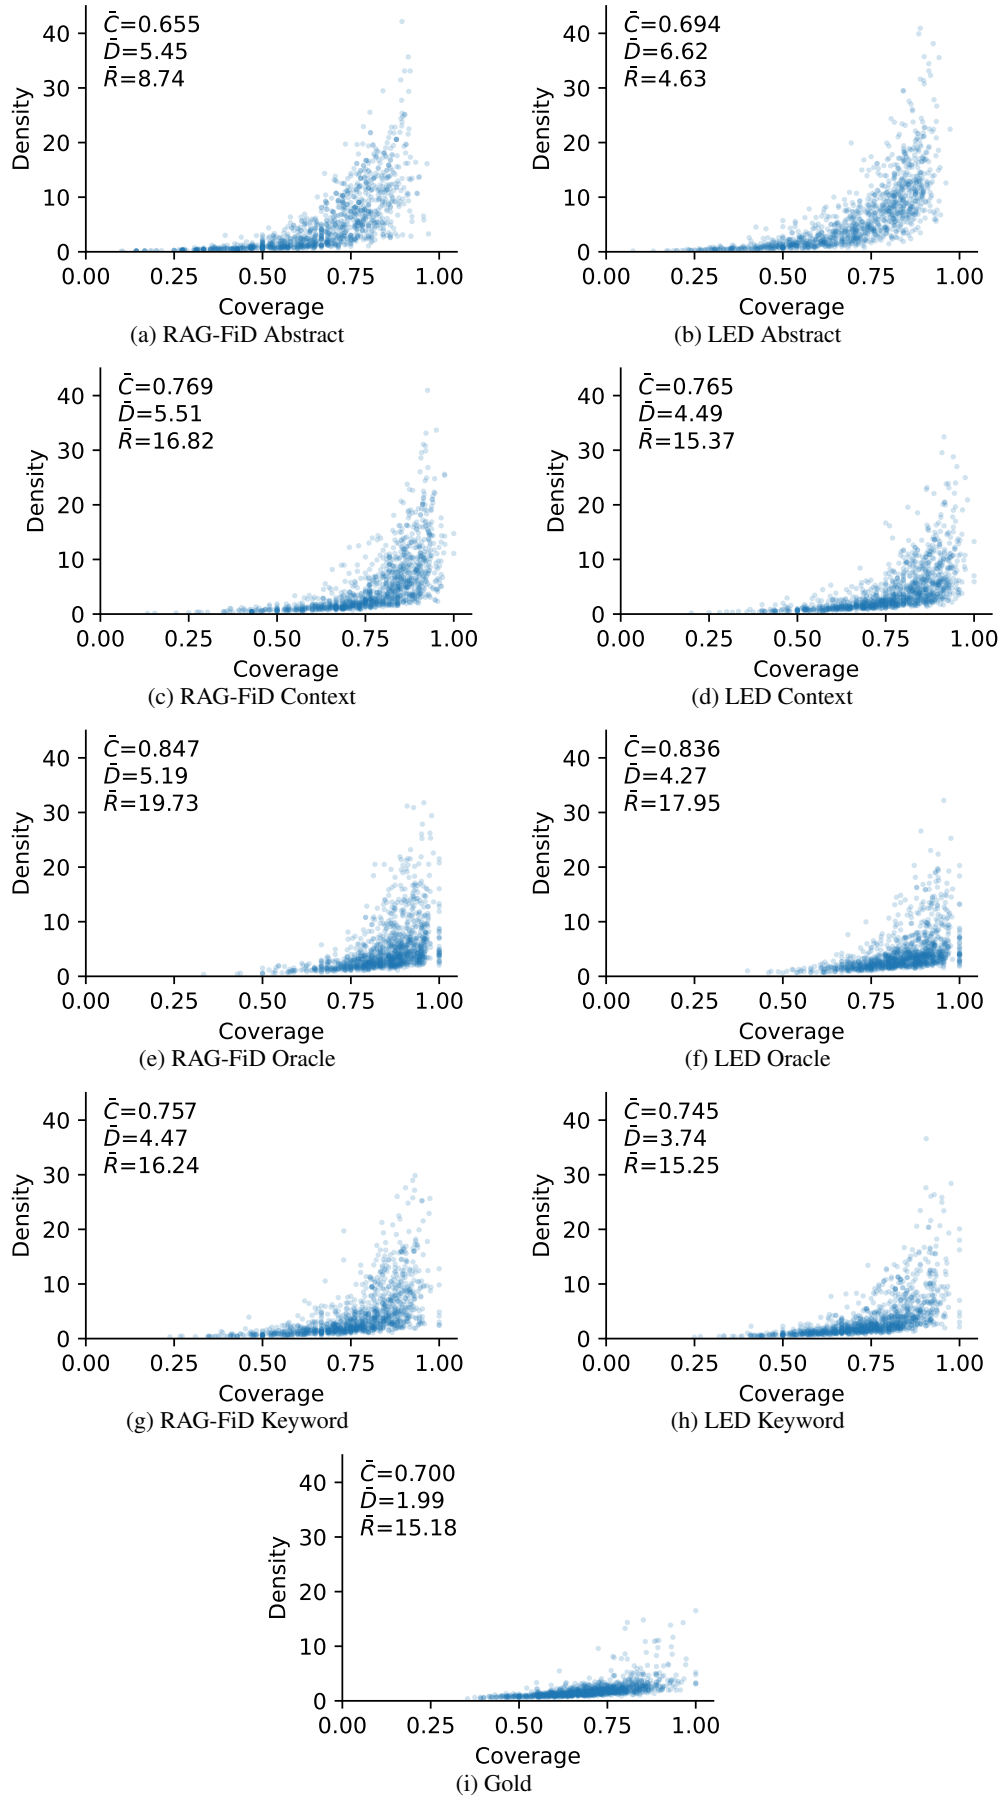 C̄=0.655
D̄=5.45
R̄=8.74
Density
40
30
20
10
0
0.00 0.25 0.50 0.75 1.00
Coverage
(a) RAG-FiD Abstract
C̄=0.694
D̄=6.62
R̄=4.63
Density
40
30
20
10
0
0.00 0.25 0.50 0.75 1.00
Coverage
(b) LED Abstract
C̄=0.769
D̄=5.51
R̄=16.82
Density
40
30
20
10
0
0.00 0.25 0.50 0.75 1.00
Coverage
(c) RAG-FiD Context
C̄=0.765
D̄=4.49
R̄=15.37
Density
40
30
20
10
0
0.00 0.25 0.50 0.75 1.00
Coverage
(d) LED Context
C̄=0.847
D̄=5.19
R̄=19.73
Density
40
30
20
10
0
0.00 0.25 0.50 0.75 1.00
Coverage
(e) RAG-FiD Oracle
C̄=0.836
D̄=4.27
R̄=17.95
Density
40
30
20
10
0
0.00 0.25 0.50 0.75 1.00
Coverage
(f) LED Oracle
C̄=0.757
D̄=4.47
R̄=16.24
Density
40
30
20
10
0
0.00 0.25 0.50 0.75 1.00
Coverage
(g) RAG-FiD Keyword
C̄=0.745
D̄=3.74
R̄=15.25
Density
40
30
20
10
0
0.00 0.25 0.50 0.75 1.00
Coverage
(h) LED Keyword
C̄=0.700
D̄=1.99
R̄=15.18
Density
40
30
20
10
0
0.00 0.25 0.50 0.75 1.00
Coverage
(i) Gold